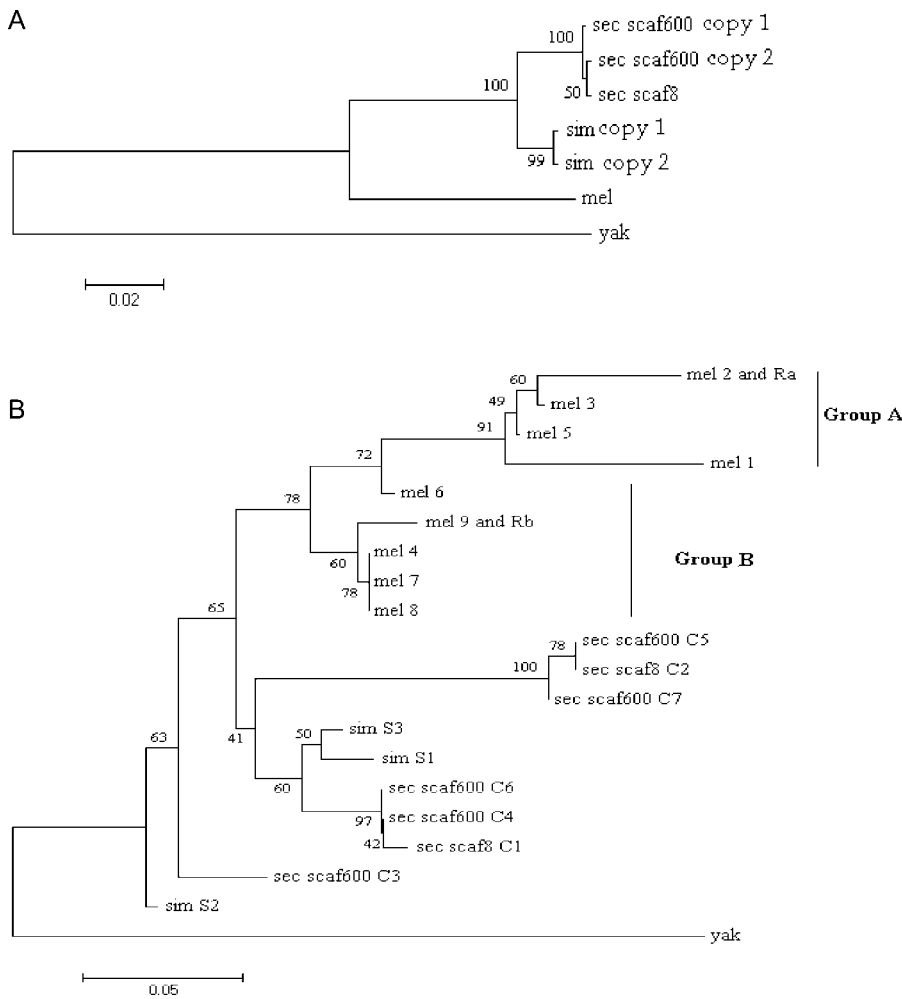 A
100
sec scaf600 copy 1
sec scaf600 copy 2
50
sec scaf8
100
sim copy 1
99
sim copy 2
mel
yak
0.02
B
60
mel 2 and Ra
49
mel 3
91
mel 5
Group A
mel 1
72
mel 6
78
mel 9 and Rb
mel 4
60
mel 7
Group B
78
mel 8
65
78
sec scaf600 C5
100
sec scaf8 C2
sec scaf600 C7
41
50
sim S3
sim S1
63
60
sec scaf600 C6
97
sec scaf600 C4
42
sec scaf8 C1
sec scaf600 C3
sim S2
yak
0.05